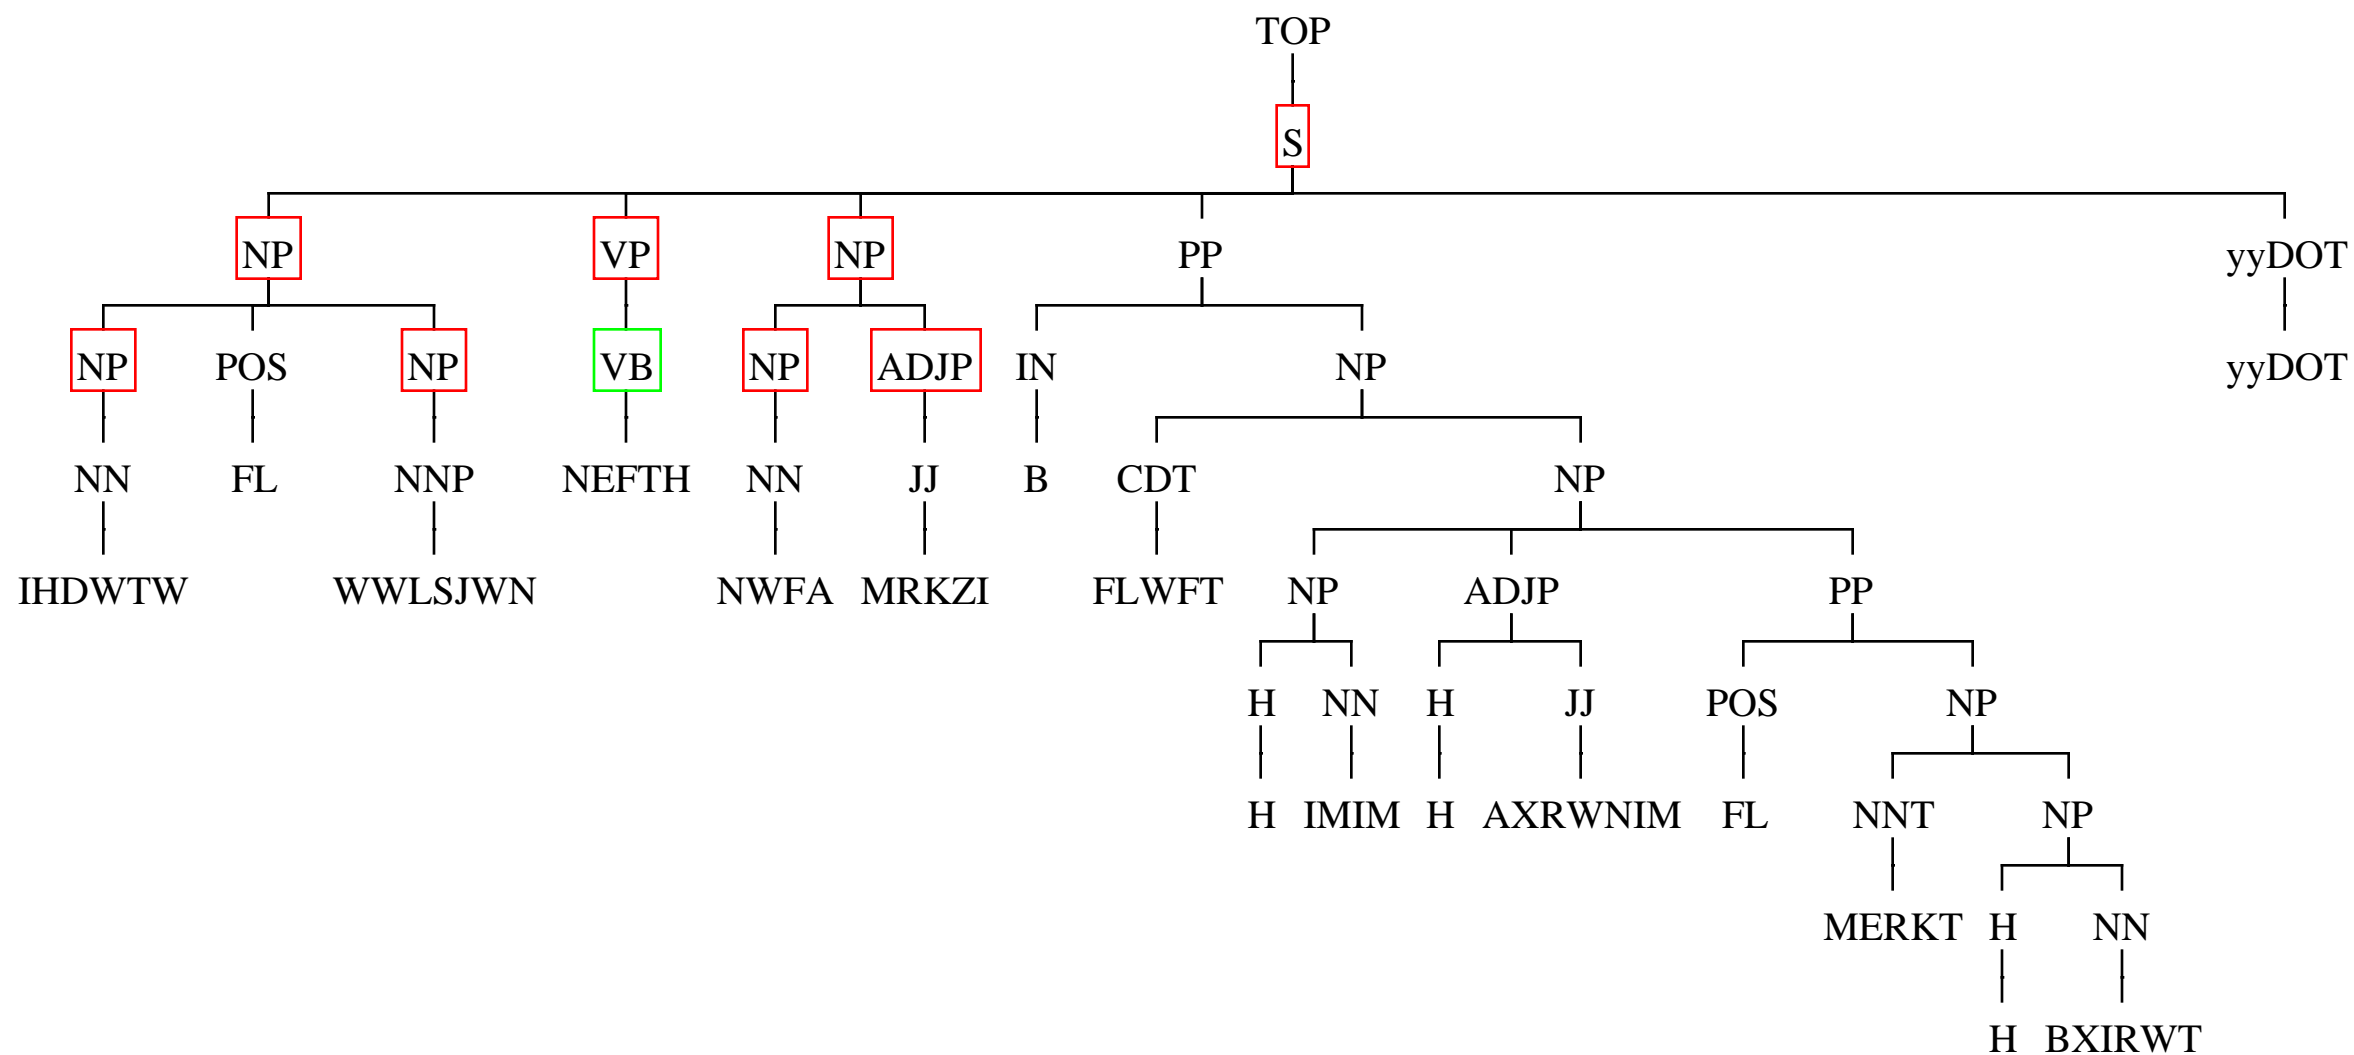 TOP
S
NP VP NP PP yyDOT
NP POS NP VB NP ADJP IN NP yyDOT
NN FL NNP NEFTH NN JJ B CDT NP
IHDWTW WWLSJWN NWFA MRKZI FLWFT NP ADJP PP
H NN H JJ POS NP
H IMIM H AXRWNIM FL NNT NP
MERKT H NN
H BXIRWT